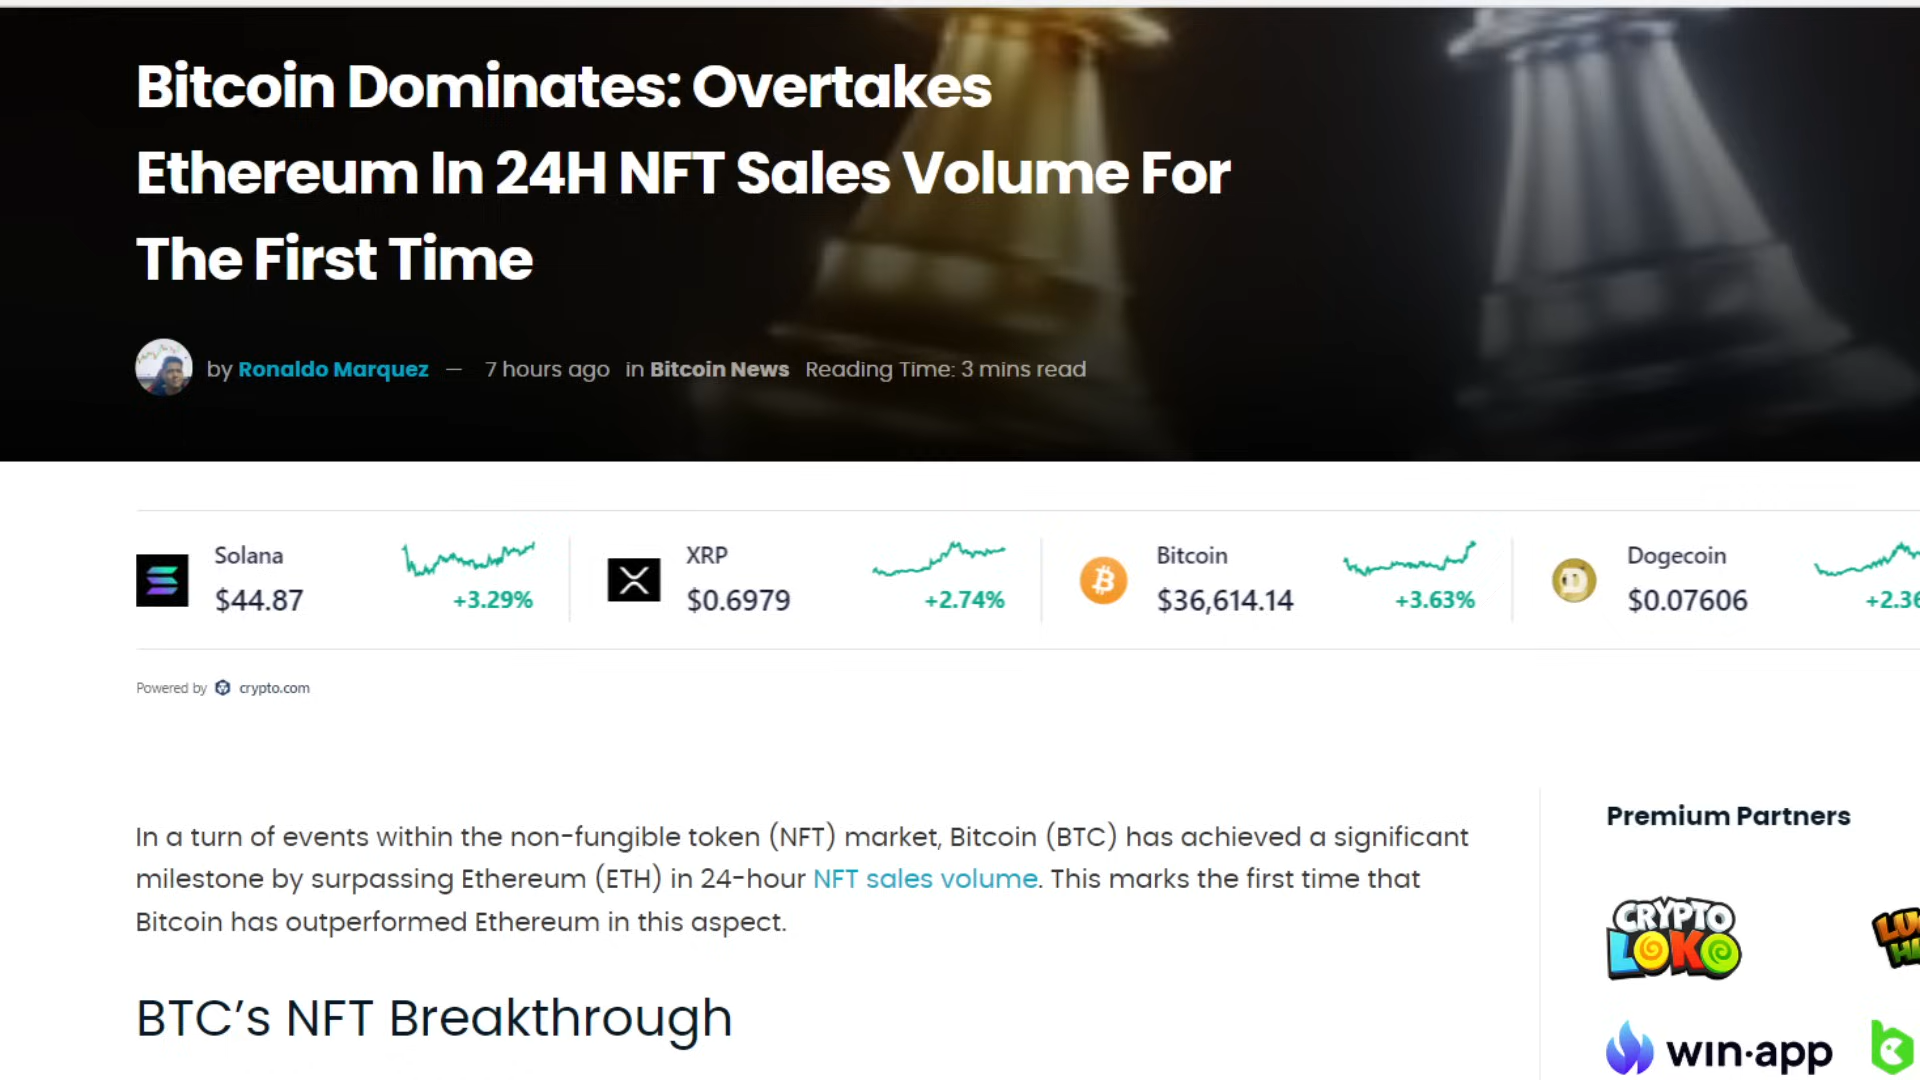 Bitcoin Dominates: Overtakes
Ethereum In 24H NFT Sales Volume For
The First Time
by Ronaldo Marquez — 7 hours ago in Bitcoin News Reading Time: 3 mins read
Solana
$44.87
+3.29%
XRP
$0.6979
+2.74%
Bitcoin
$36,614.14
+3.63%
Dogecoin
$0.07606
Powered by crypto.com
In a turn of events within the non-fungible token (NFT) market, Bitcoin (BTC) has achieved a significant
milestone by surpassing Ethereum (ETH) in 24-hour NFT sales volume. This marks the first time that
Bitcoin has outperformed Ethereum in this aspect.
BTC’s NFT Breakthrough
Premium Partners
CRYPTO
LOKO
win·app